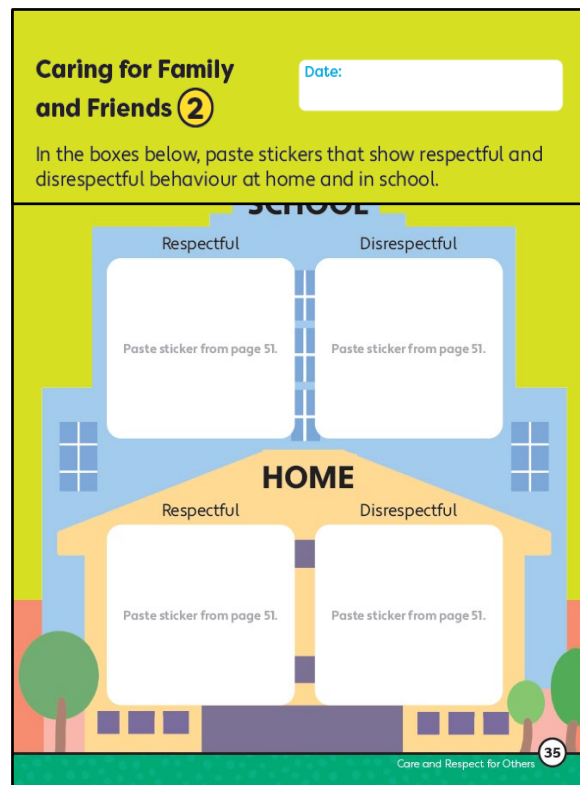 Caring for Family
and Friends 2
Date:
In the boxes below, paste stickers that show respectful and
disrespectful behaviour at home and in school.
SCHOOL
Respectful Disrespectful
Paste sticker from page 51. Paste sticker from page 51.
HOME
Respectful Disrespectful
Paste sticker from page 51. Paste sticker from page 51.
Care and Respect for Others 35